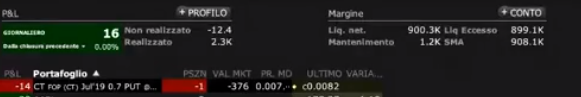 P&L + PROFILO Margine + CONTO
GIORNALIERO 16 Non realizzato -12.4 Liq. net. 900.3K Liq Eccesso 899.1K
Dalla chiusura precedente 0.00% Realizzato 2.3K Mantenimento 1.2K SMA 908.1K
P&L Portafoglio ▲ PSZN VAL MKT PR. MD ULTIMO VARIA...
-14 CT FOP (CT) Jul'19 0.7 PUT @... -1 -376 0.007.. c0.0082